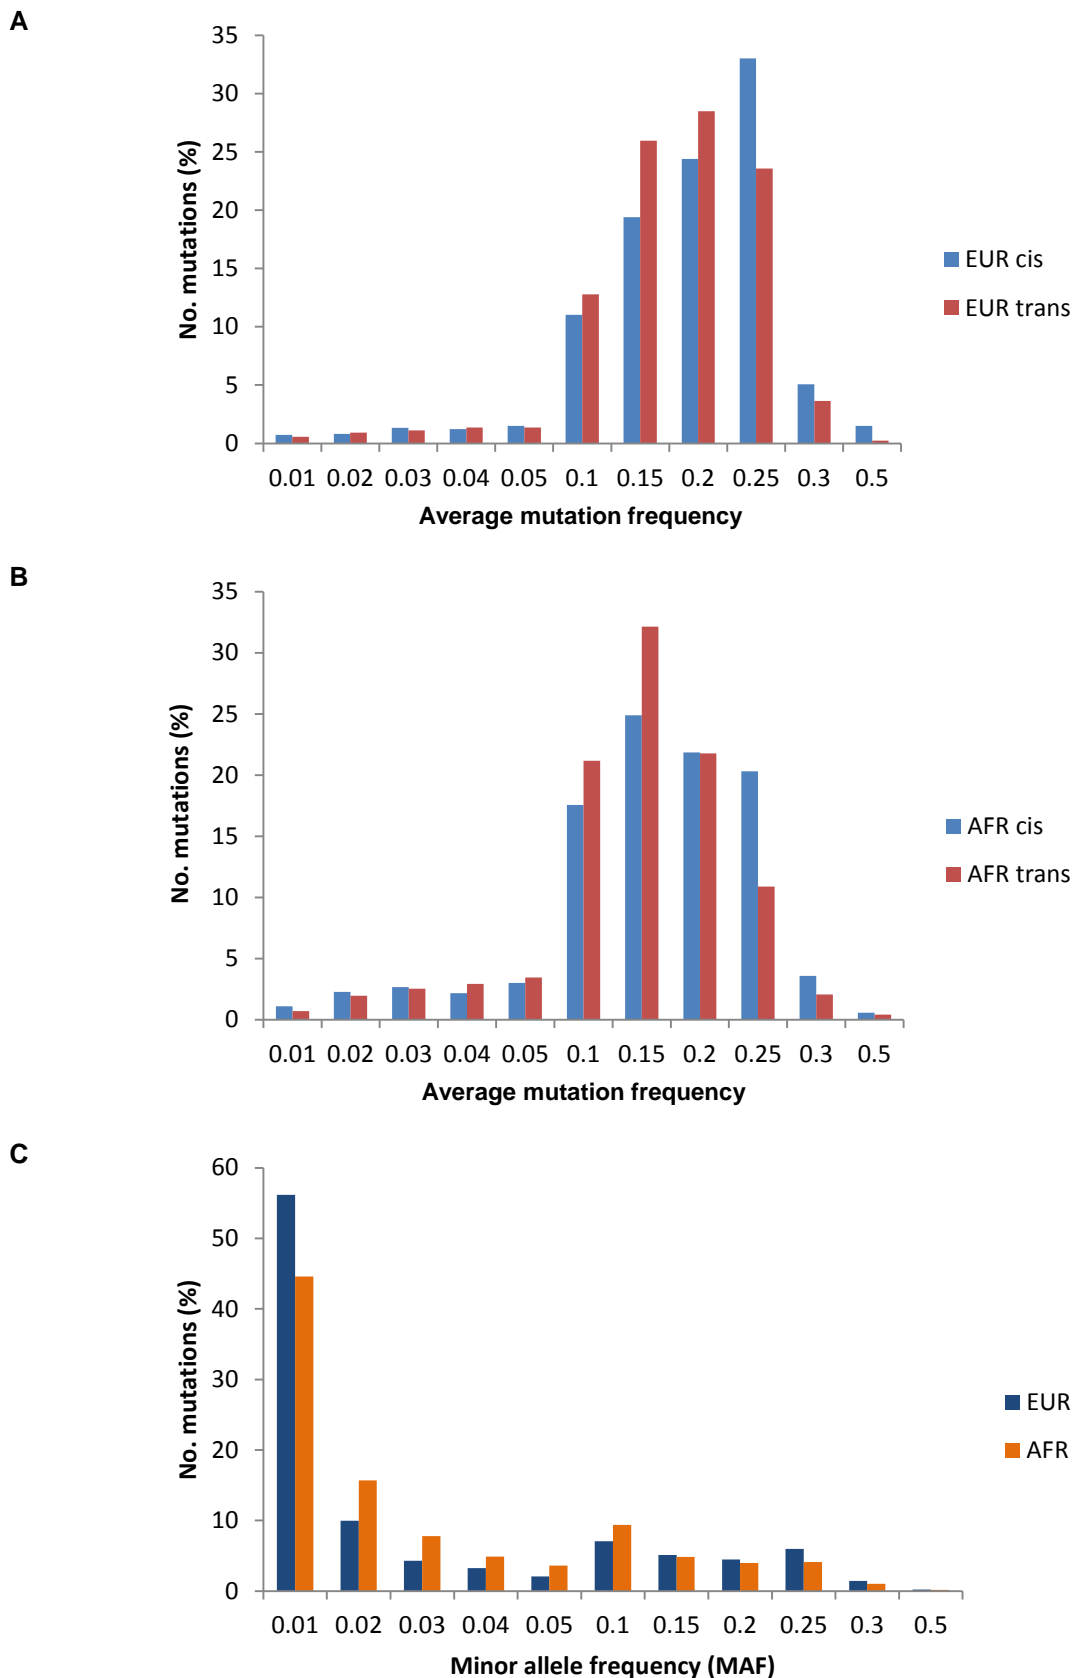 A
No. mutations (%)
35
30
25
20
15
10
5
0
0.01 0.02 0.03 0.04 0.05 0.1 0.15 0.2 0.25 0.3 0.5
Average mutation frequency
EUR cis
EUR trans
B
No. mutations (%)
35
30
25
20
15
10
5
0
0.01 0.02 0.03 0.04 0.05 0.1 0.15 0.2 0.25 0.3 0.5
Average mutation frequency
AFR cis
AFR trans
C
No. mutations (%)
60
50
40
30
20
10
0
0.01 0.02 0.03 0.04 0.05 0.1 0.15 0.2 0.25 0.3 0.5
Minor allele frequency (MAF)
EUR
AFR